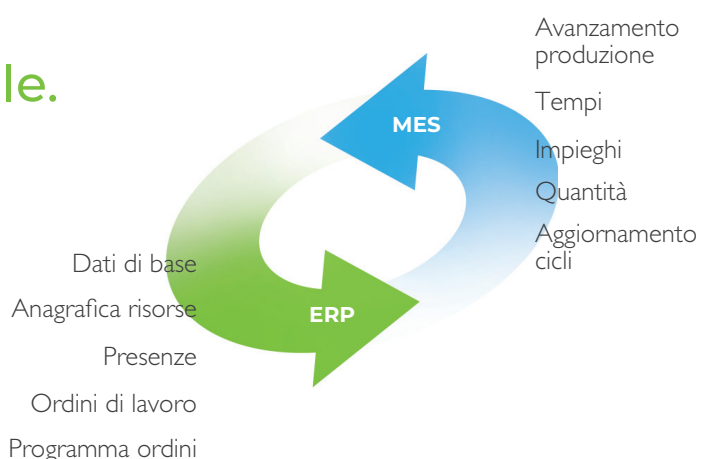 le.
MES
Avanzamento
produzione
Tempi
Impieghi
Quantità
Aggiornamento
cicli
ERP
Dati di base
Anagrafica risorse
Presenze
Ordini di lavoro
Programma ordini